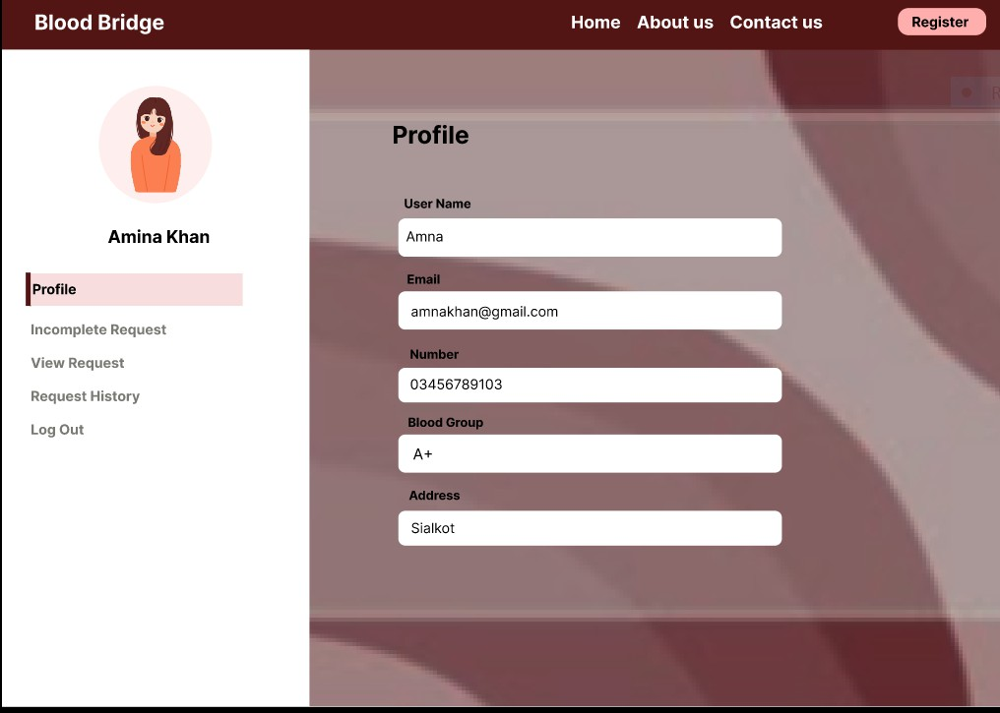 Blood Bridge
Home About us Contact us
Register
Amina Khan
Profile
Incomplete Request
View Request
Request History
Log Out
Profile
User Name
Amna
Email
amnakhan@gmail.com
Number
03456789103
Blood Group
A+
Address
Sialkot